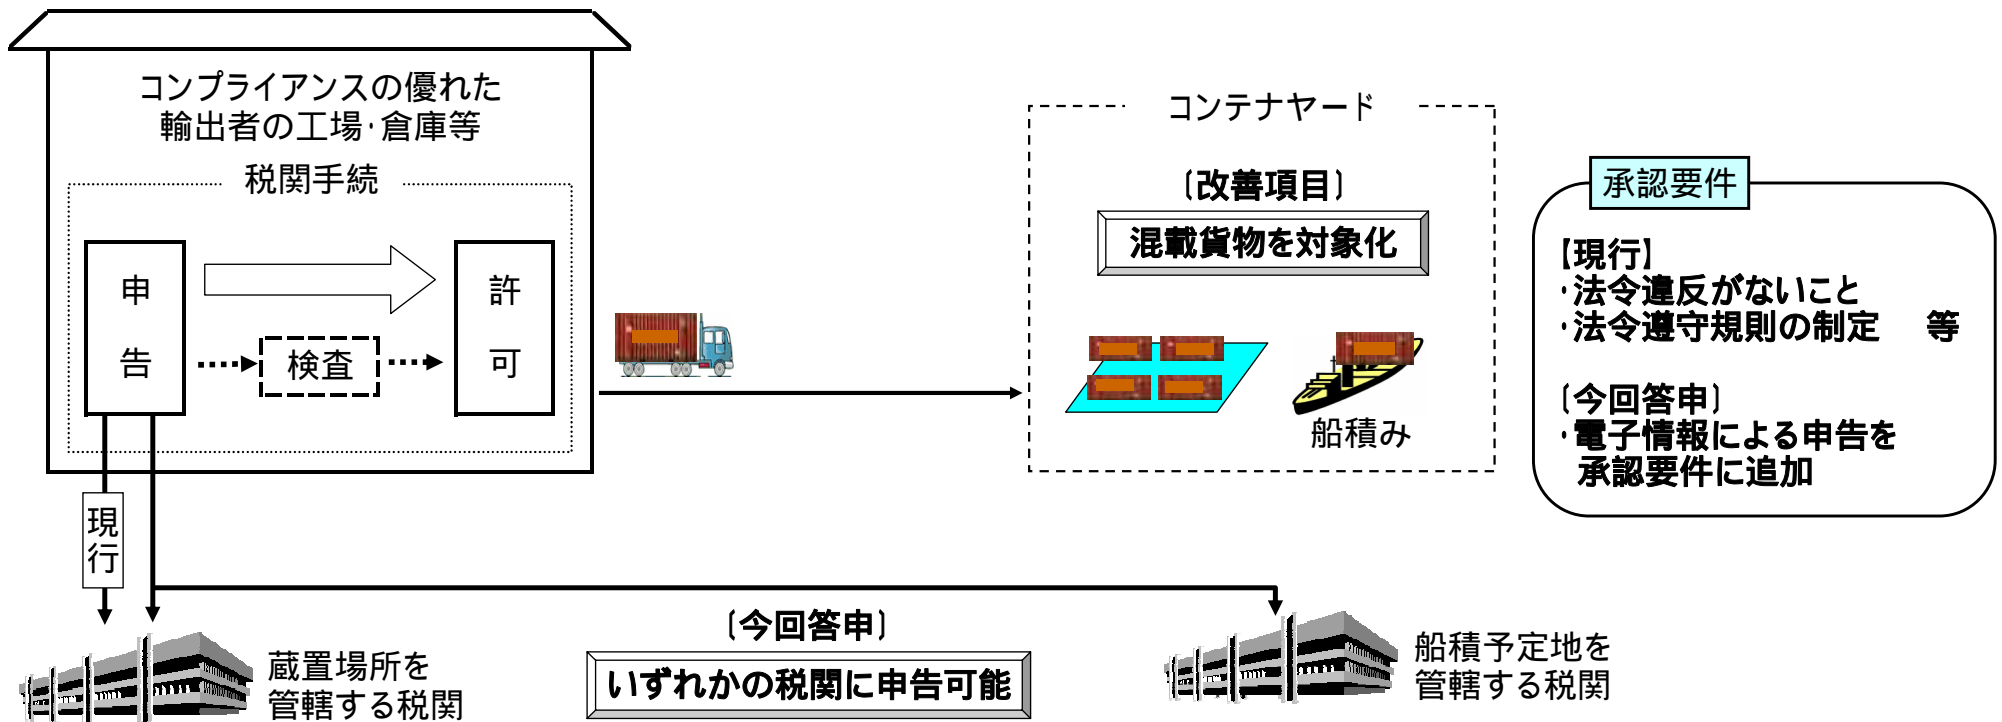 コンプライアンスの優れた
輸出者の工場・倉庫等
税関手続
申告
検査
許可
現行
コンテナヤード
〔改善項目〕
混載貨物を対象化
船積み
承認要件
【現行】
・法令違反がないこと
・法令遵守規則の制定　等
〔今回答申〕
・電子情報による申告を
承認要件に追加
蔵置場所を
管轄する税関
〔今回答申〕
いずれかの税関に申告可能
船積予定地を
管轄する税関